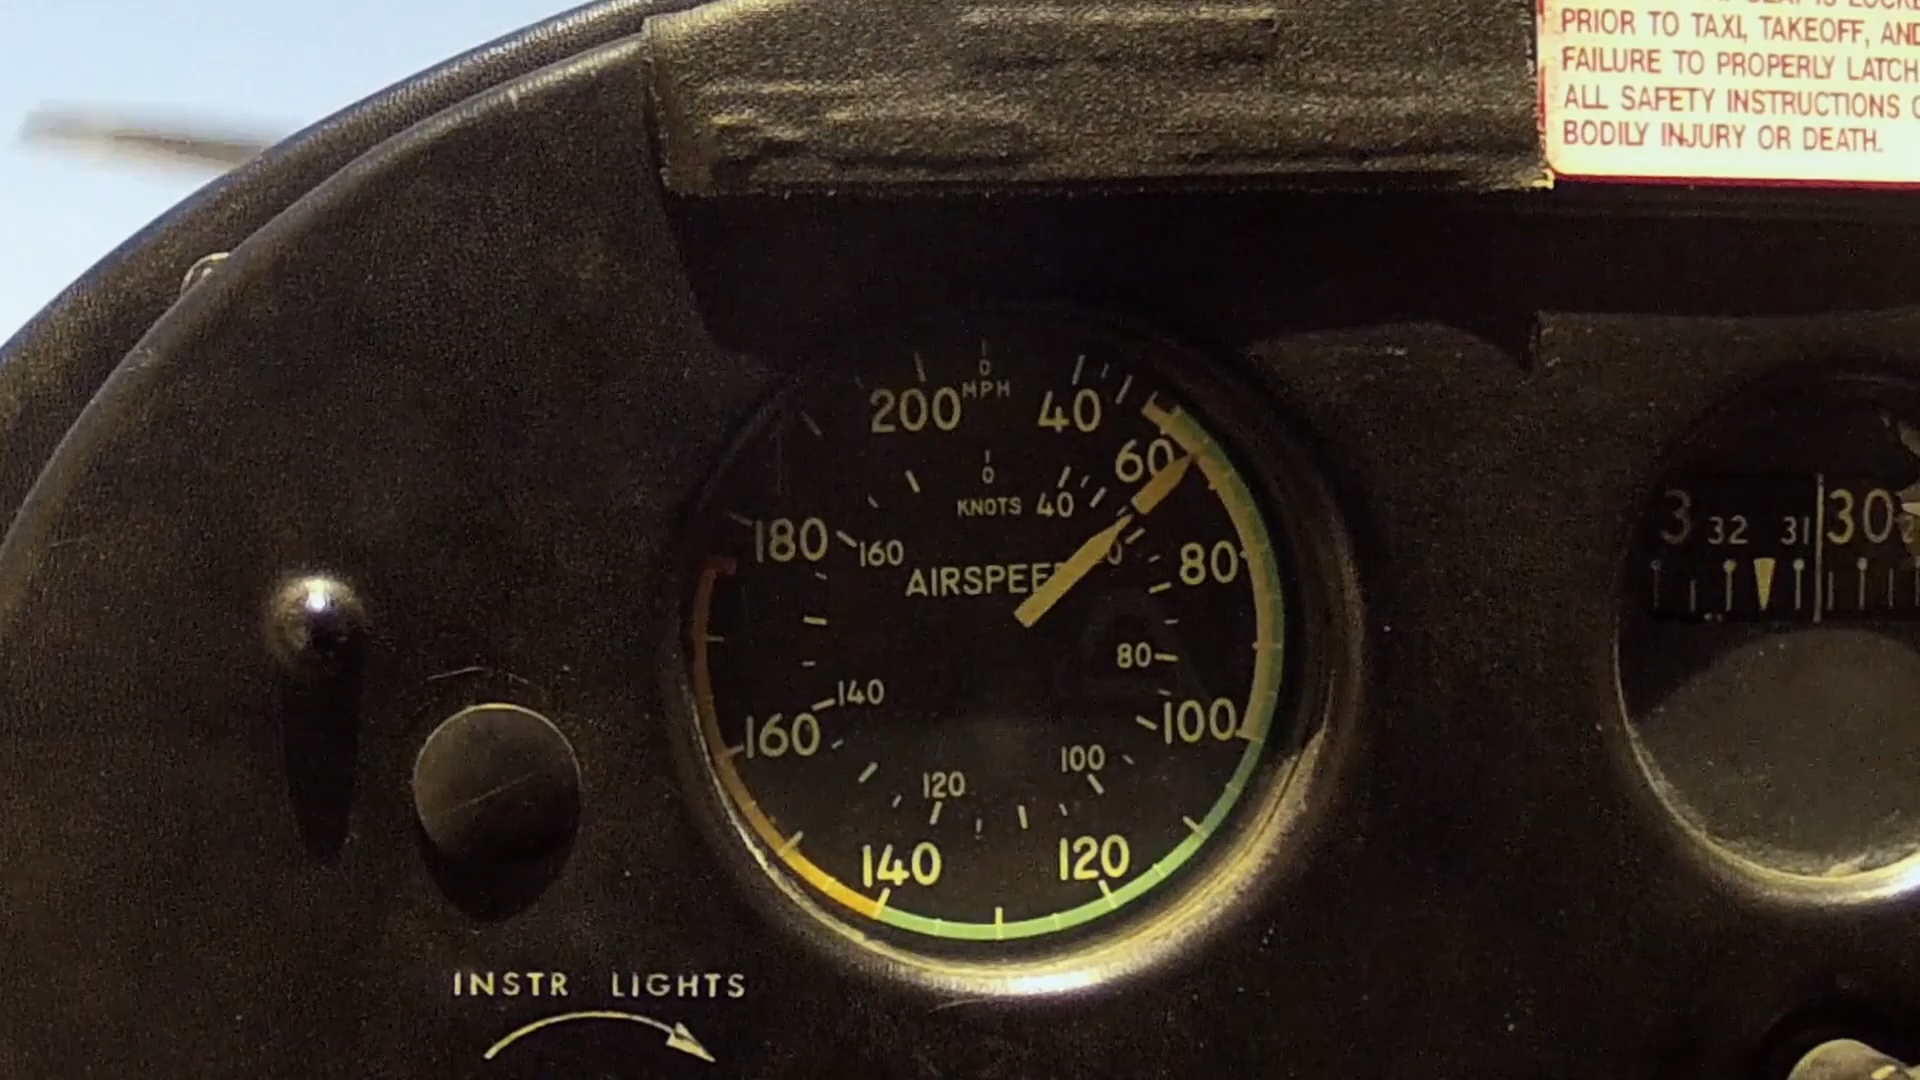 PRIOR TO TAXI, TAKEOFF, AND
FAILURE TO PROPERLY LATCH
ALL SAFETY INSTRUCTIONS
BODILY INJURY OR DEATH.
0
MPH
200
40
60
0
KNOTS 40
180
160
AIRSPEE
80
80
140
160
100
100
120
140
120
3 32 31 30
INSTR LIGHTS